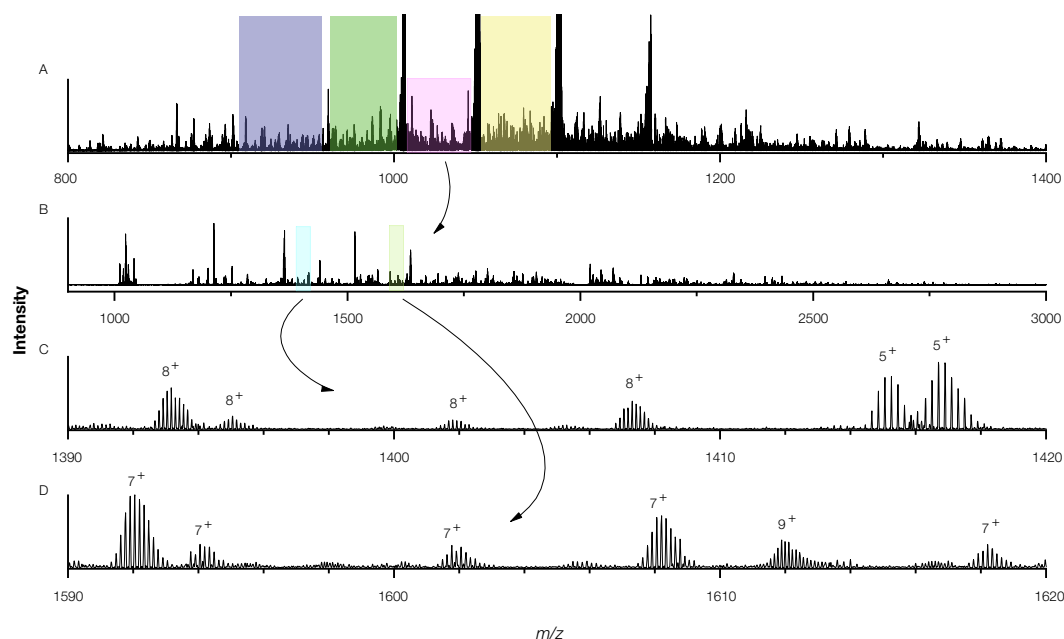 A
800 1000 1200 1400
B
1000 1500 2000 2500 3000
Intensity
C
8+ 8+ 8+ 8+ 5+ 5+
1390 1400 1410 1420
D
7+ 7+ 7+ 7+ 9+ 7+
1590 1600 1610 1620
m/z